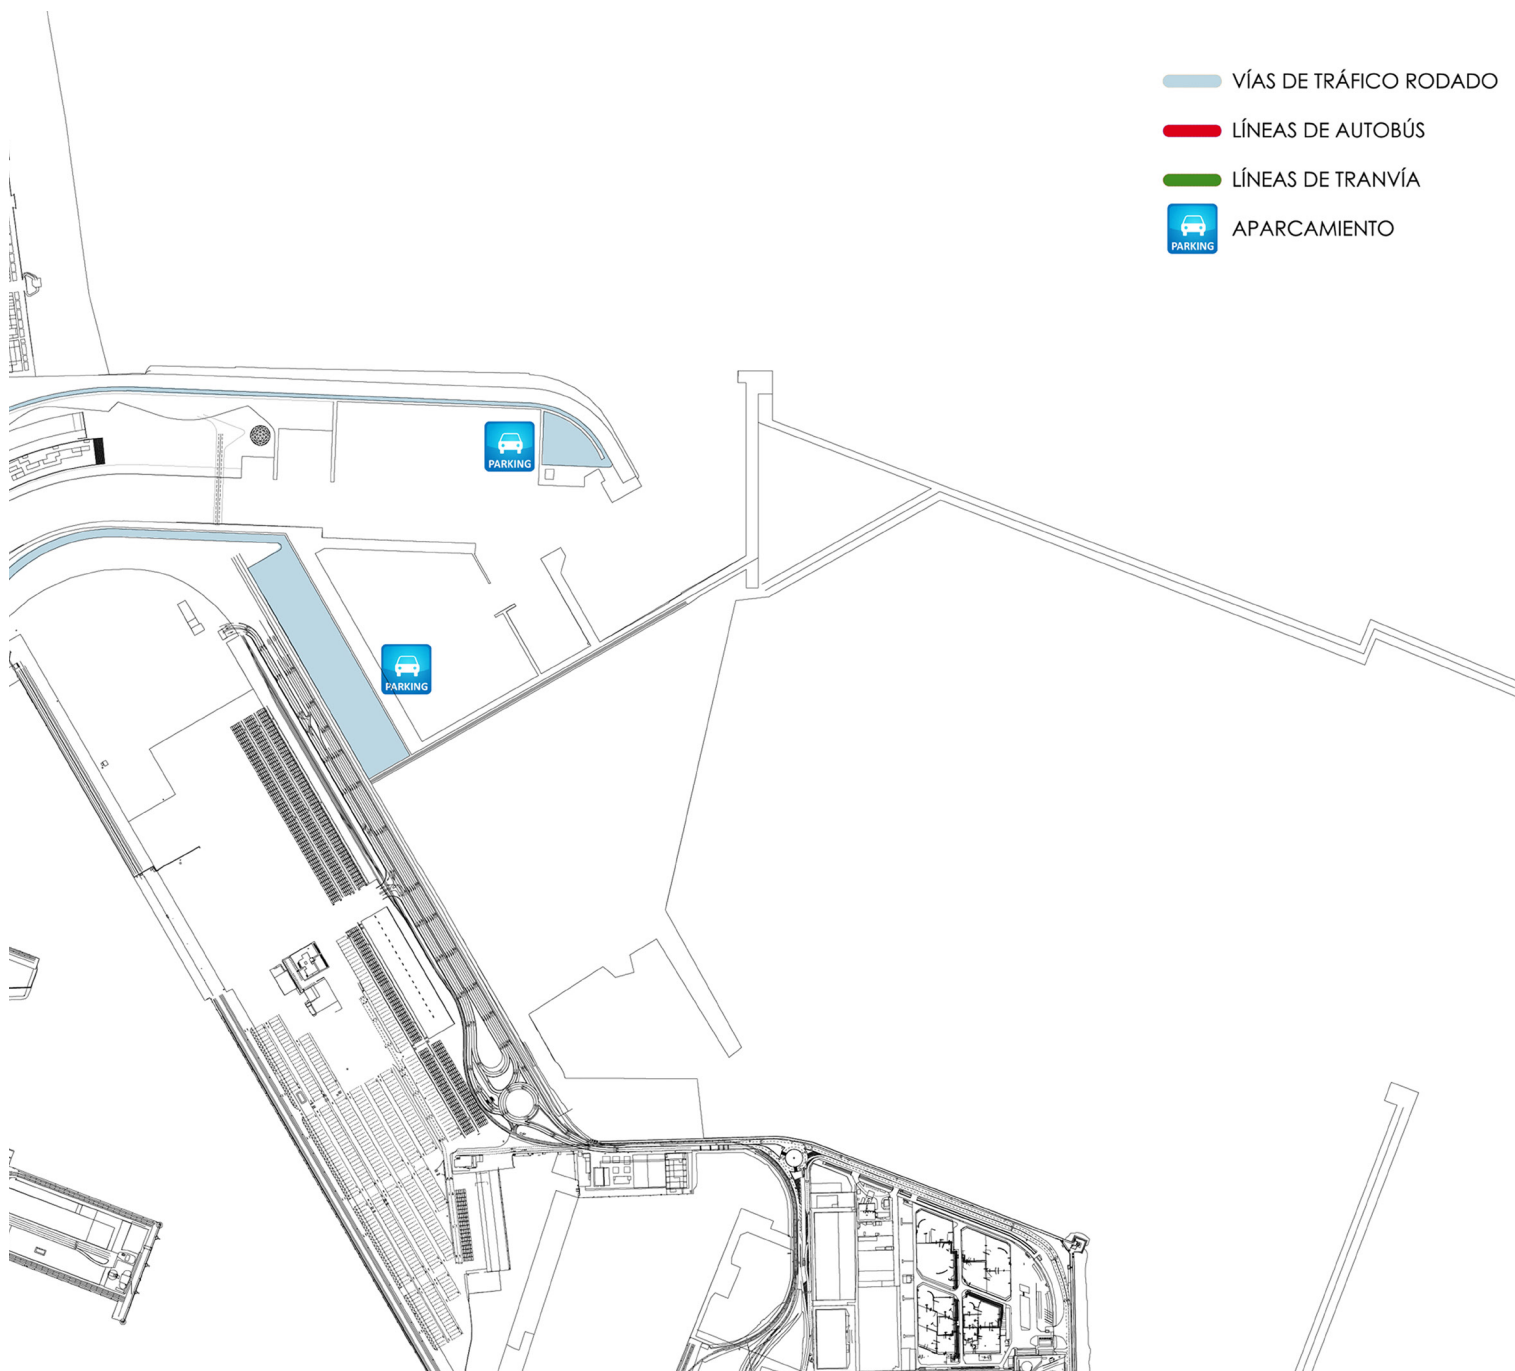 VÍAS DE TRÁFICO RODADO
LÍNEAS DE AUTOBÚS
LÍNEAS DE TRANVÍA
PARKING
APARCAMIENTO
PARKING
PARKING